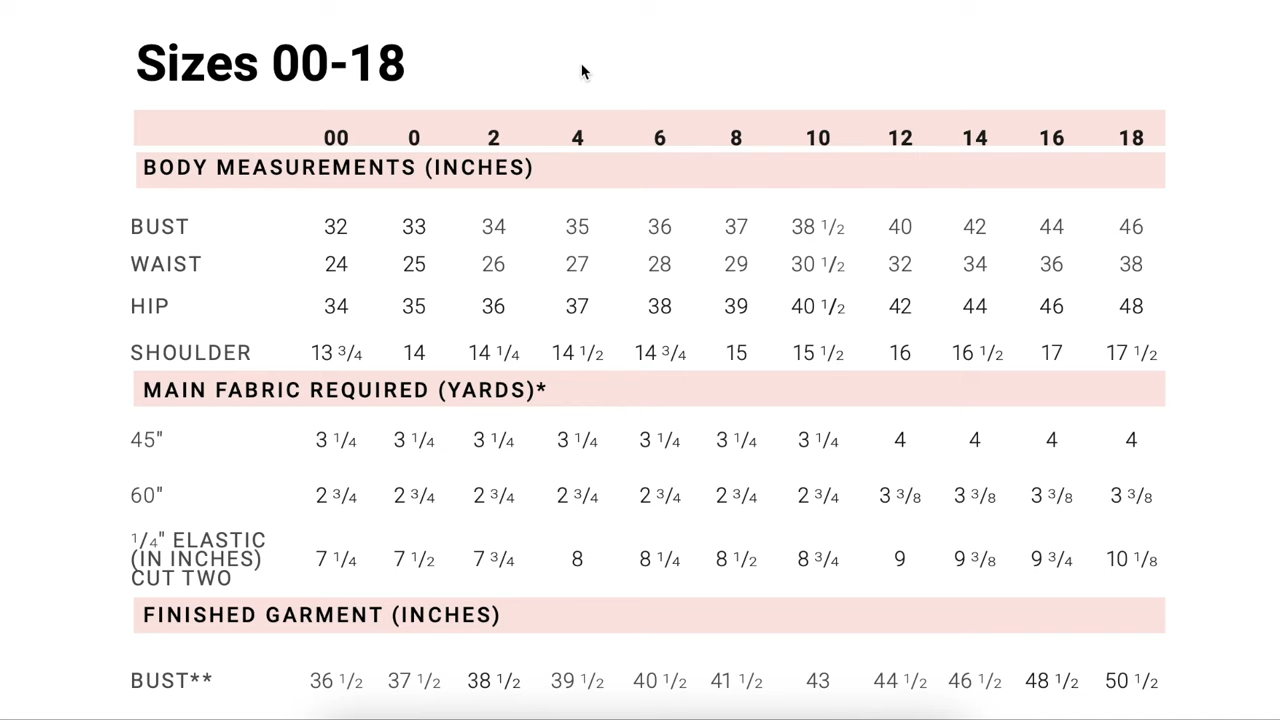 Sizes 00-18
00 0 2 4 6 8 10 12 14 16 18
BODY MEASUREMENTS (INCHES)
BUST 32 33 34 35 36 37 38 1/2 40 42 44 46
WAIST 24 25 26 27 28 29 30 1/2 32 34 36 38
HIP 34 35 36 37 38 39 40 1/2 42 44 46 48
SHOULDER 13 3/4 14 14 1/4 14 1/2 14 3/4 15 15 1/2 16 16 1/2 17 17 1/2
MAIN FABRIC REQUIRED (YARDS)*
45" 3 1/4 3 1/4 3 1/4 3 1/4 3 1/4 3 1/4 3 1/4 4 4 4 4
60" 2 3/4 2 3/4 2 3/4 2 3/4 2 3/4 2 3/4 2 3/4 3 3/8 3 3/8 3 3/8 3 3/8
1/4" ELASTIC
(IN INCHES) 7 1/4 7 1/2 7 3/4 8 8 1/4 8 1/2 8 3/4 9 9 3/8 9 3/4 10 1/8
CUT TWO
FINISHED GARMENT (INCHES)
BUST** 36 1/2 37 1/2 38 1/2 39 1/2 40 1/2 41 1/2 43 44 1/2 46 1/2 48 1/2 50 1/2